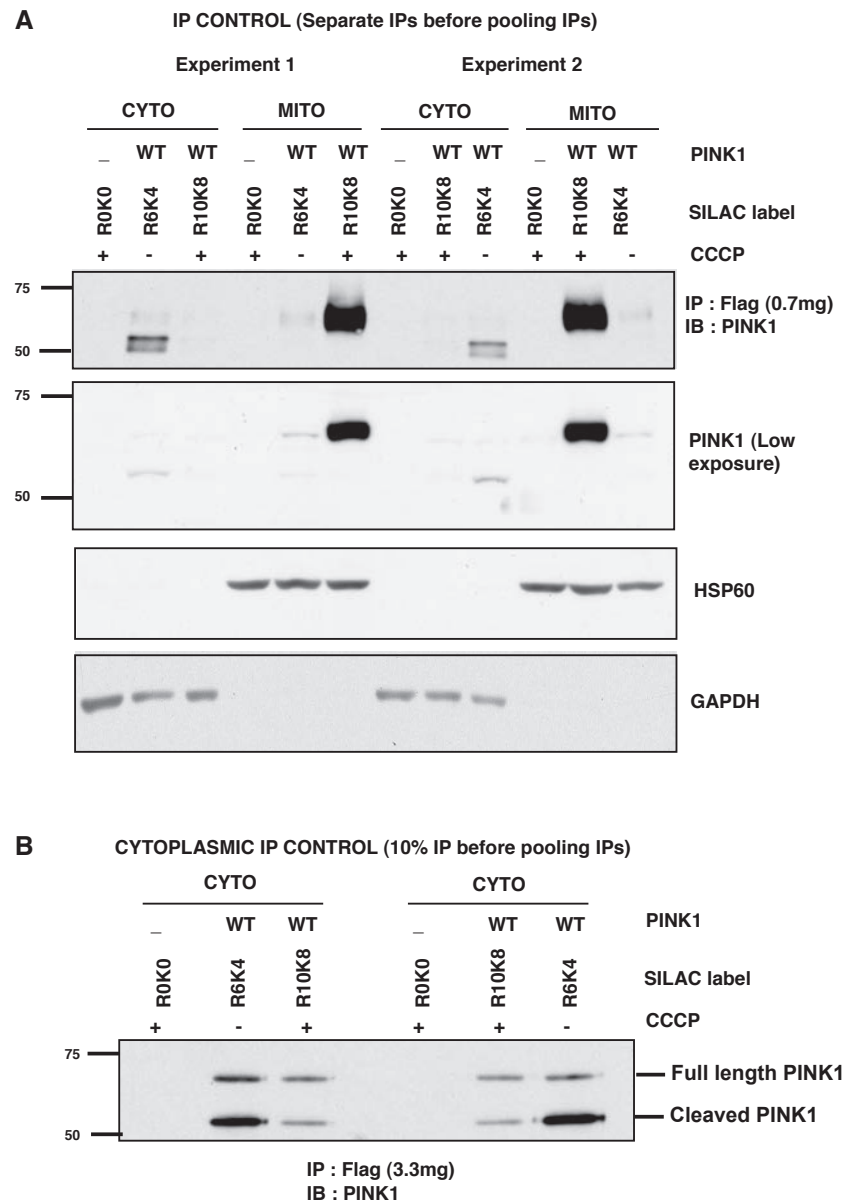 A
IP CONTROL (Separate IPs before pooling IPs)
Experiment 1 Experiment 2
CYTO MITO CYTO MITO
_ WT WT _ WT WT _ WT WT _ WT WT PINK1
R0K0 R6K4 R10K8 R0K0 R6K4 R10K8 R0K0 R10K8 R6K4 R0K0 R10K8 R6K4 SILAC label
+ - + + - + + + - + + - CCCP
75
50
IP : Flag (0.7mg)
IB : PINK1
75
50
PINK1 (Low
exposure)
HSP60
GAPDH
B
CYTOPLASMIC IP CONTROL (10% IP before pooling IPs)
CYTO CYTO
_ WT WT _ WT WT PINK1
R0K0 R6K4 R10K8 R0K0 R10K8 R6K4 SILAC label
+ - + + + - CCCP
75
Full length PINK1
Cleaved PINK1
50
IP : Flag (3.3mg)
IB : PINK1